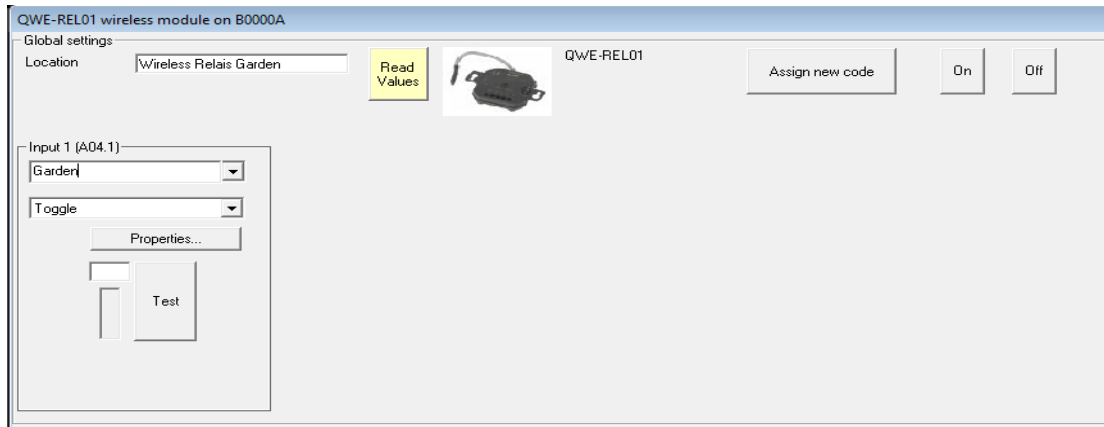 QWE-REL01 wireless module on B0000A
Global settings
Location
Wireless Relais Garden
Read
Values
QWE-REL01
Assign new code
On
Off
Input 1 (A04.1)
Garden
Toggle
Properties...
Test